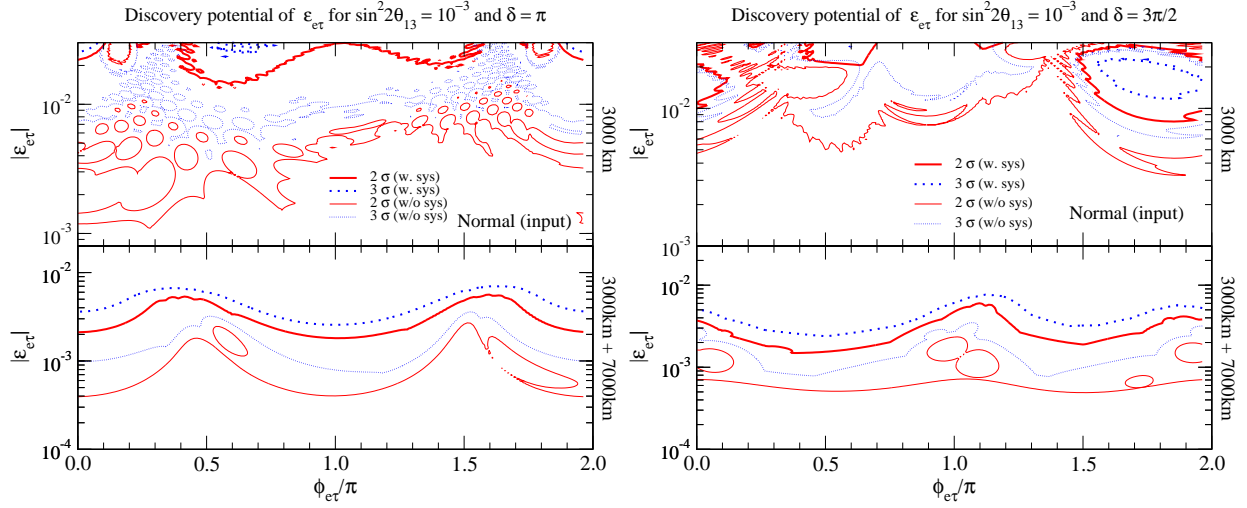 Discovery potential of ε_eτ for sin²2θ₁₃ = 10⁻³ and δ = π
10⁻²
10⁻³
|ε_eτ|
3000 km
2 σ (w. sys)
3 σ (w. sys)
2 σ (w/o sys)
3 σ (w/o sys)
Normal (input)
10⁻²
10⁻³
10⁻⁴
|ε_eτ|
3000km + 7000km
0.0 0.5 1.0 1.5 2.0
ϕ_eτ/π
Discovery potential of ε_eτ for sin²2θ₁₃ = 10⁻³ and δ = 3π/2
10⁻²
10⁻³
|ε_eτ|
3000 km
2 σ (w. sys)
3 σ (w. sys)
2 σ (w/o sys)
3 σ (w/o sys)
Normal (input)
10⁻²
10⁻³
10⁻⁴
|ε_eτ|
3000km + 7000km
0.0 0.5 1.0 1.5 2.0
ϕ_eτ/π